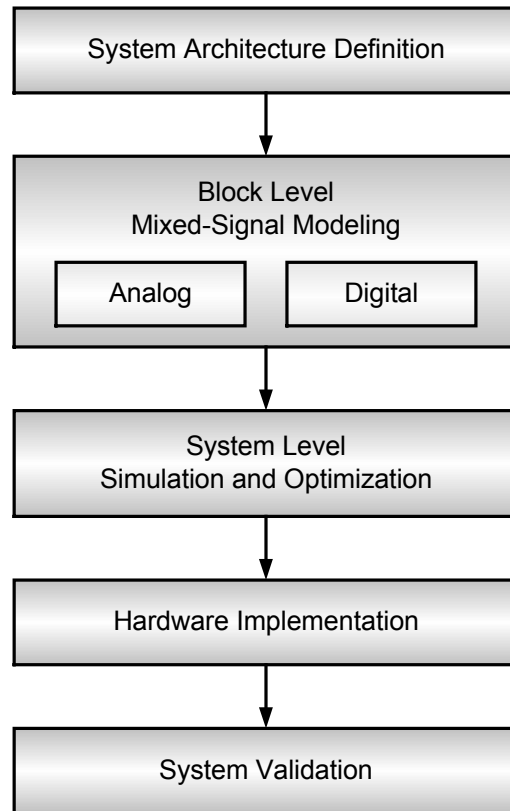 System Architecture Definition
Block Level
Mixed-Signal Modeling
Analog
Digital
System Level
Simulation and Optimization
Hardware Implementation
System Validation